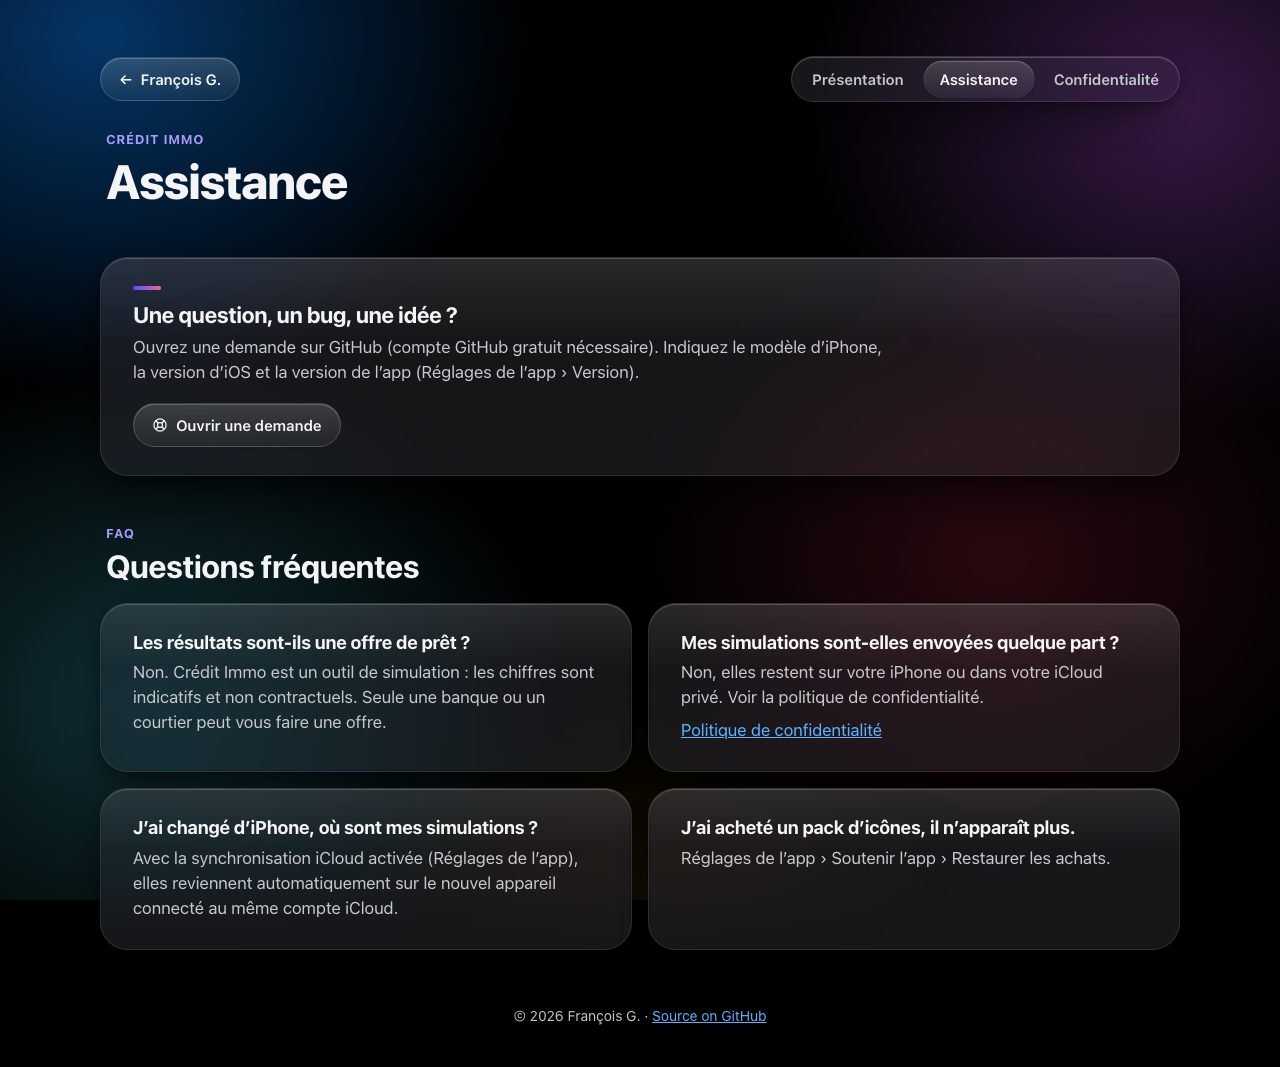 ← François G.
Présentation
Assistance
Confidentialité
CRÉDIT IMMO
Assistance
Une question, un bug, une idée ?
Ouvrez une demande sur GitHub (compte GitHub gratuit nécessaire). Indiquez le modèle d’iPhone,
la version d’iOS et la version de l’app (Réglages de l’app › Version).
Ouvrir une demande
FAQ
Questions fréquentes
Les résultats sont-ils une offre de prêt ?
Non. Crédit Immo est un outil de simulation : les chiffres sont
indicatifs et non contractuels. Seule une banque ou un
courtier peut vous faire une offre.
Mes simulations sont-elles envoyées quelque part ?
Non, elles restent sur votre iPhone ou dans votre iCloud
privé. Voir la politique de confidentialité.
Politique de confidentialité
J’ai changé d’iPhone, où sont mes simulations ?
Avec la synchronisation iCloud activée (Réglages de l’app),
elles reviennent automatiquement sur le nouvel appareil
connecté au même compte iCloud.
J’ai acheté un pack d’icônes, il n’apparaît plus.
Réglages de l’app › Soutenir l’app › Restaurer les achats.
© 2026 François G. · Source on GitHub